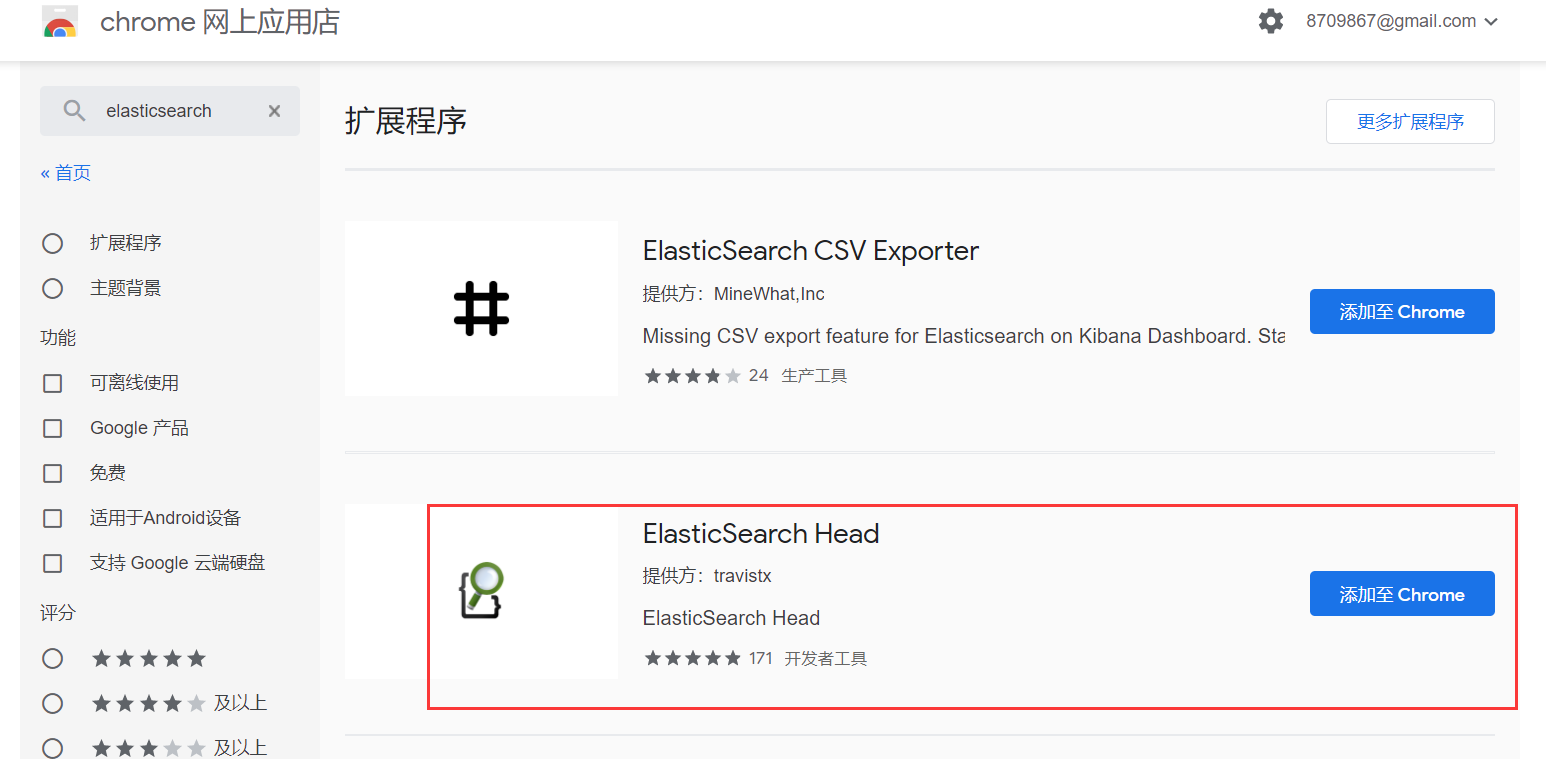 chrome 网上应用店
8709867@gmail.com
elasticsearch
« 首页
扩展程序
主题背景
功能
可离线使用
Google 产品
免费
适用于Android设备
支持 Google 云端硬盘
评分
及以上
及以上
扩展程序
更多扩展程序
ElasticSearch CSV Exporter
提供方：MineWhat,Inc
Missing CSV export feature for Elasticsearch on Kibana Dashboard. Sta
24 生产工具
添加至 Chrome
ElasticSearch Head
提供方：travistx
ElasticSearch Head
171 开发者工具
添加至 Chrome